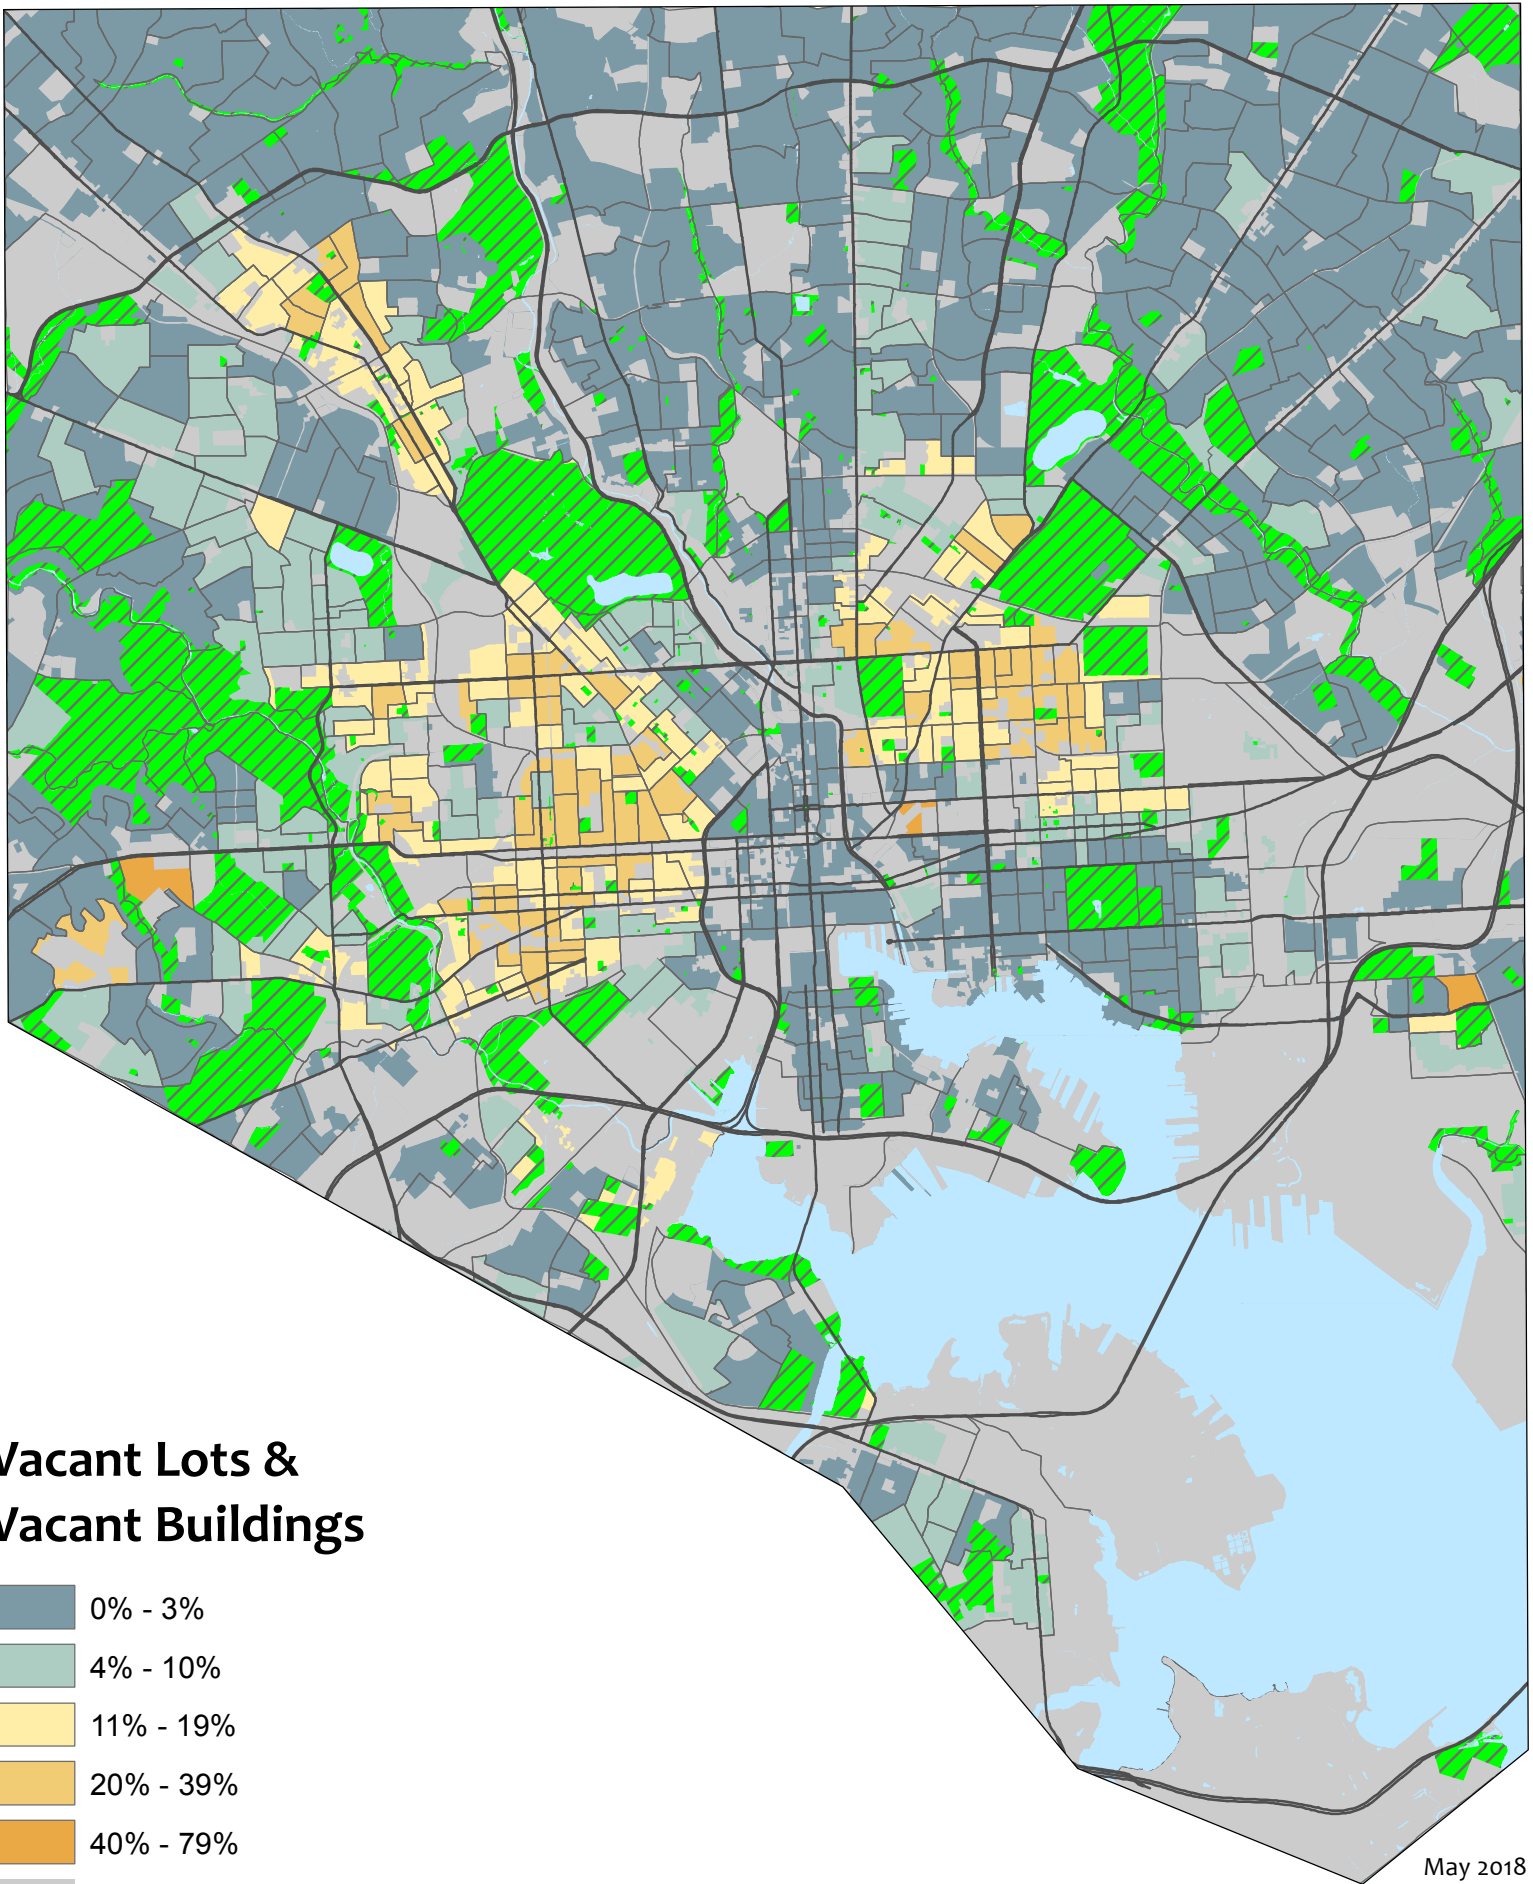 Vacant Lots &
Vacant Buildings
0% - 3%
4% - 10%
11% - 19%
20% - 39%
40% - 79%
May 2018